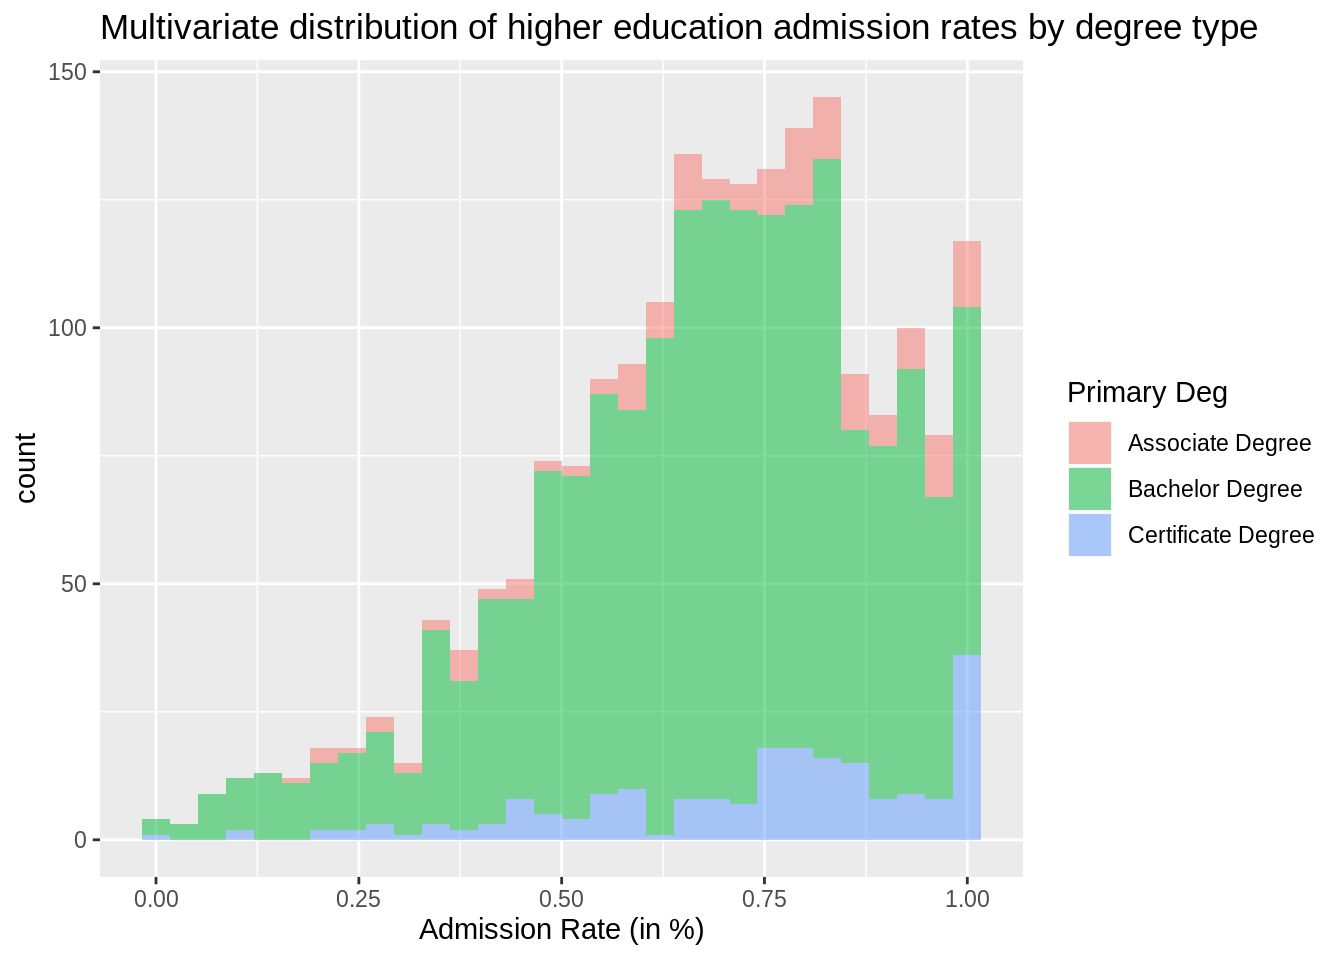 Multivariate distribution of higher education admission rates by degree type
150
100
50
0
count
0.00 0.25 0.50 0.75 1.00
Admission Rate (in %)
Primary Deg
Associate Degree
Bachelor Degree
Certificate Degree